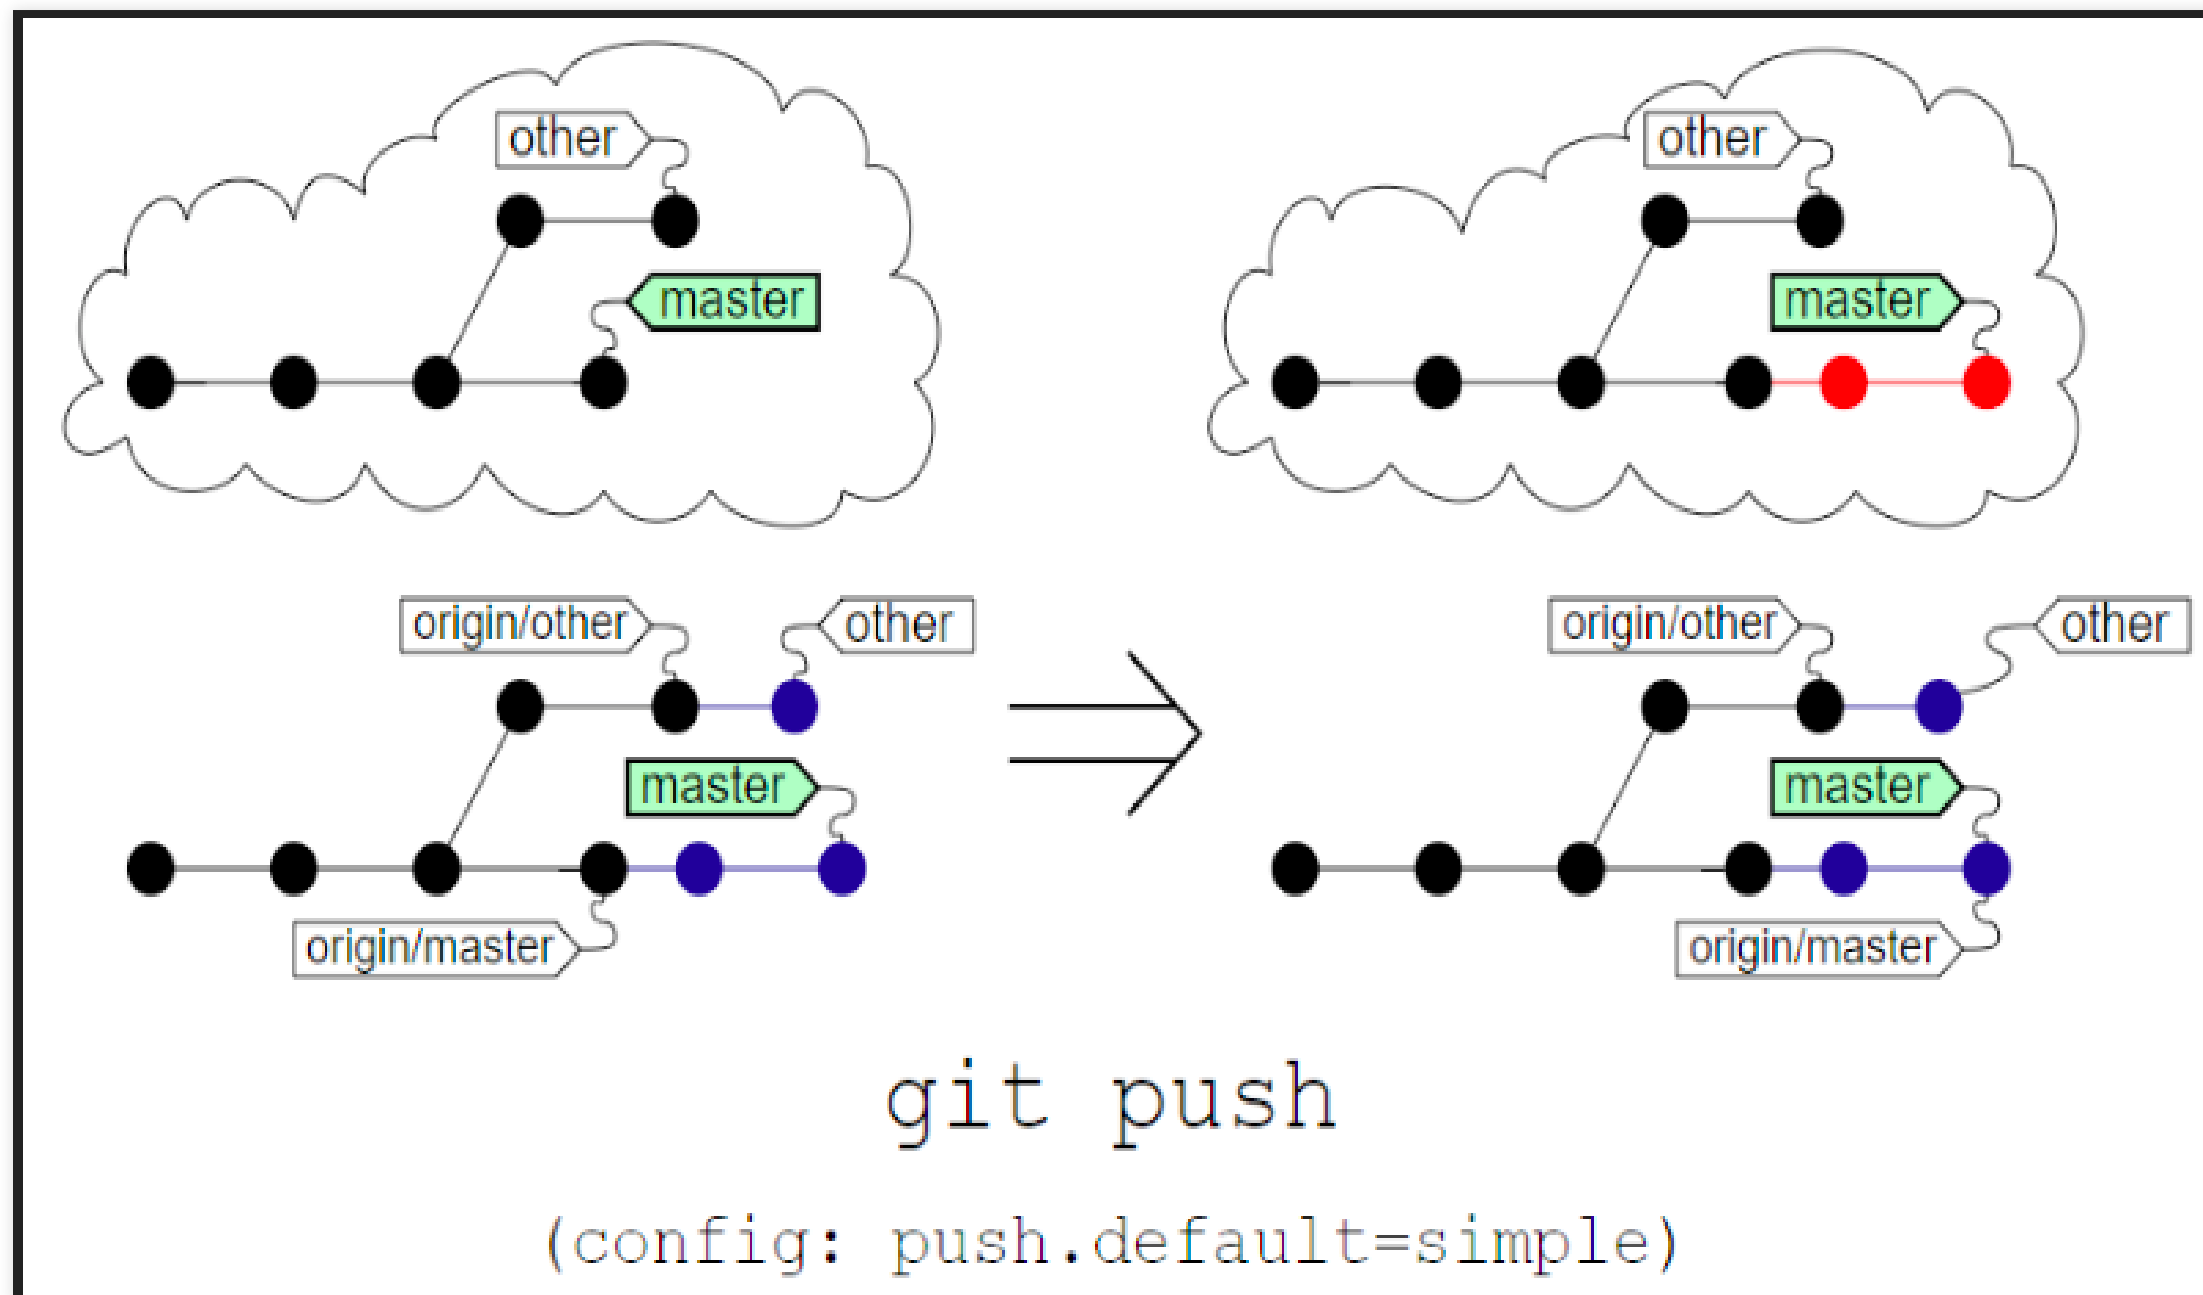 other
master
other
master
origin/other
other
master
origin/master
origin/other
other
master
origin/master
git push
(config: push.default=simple)